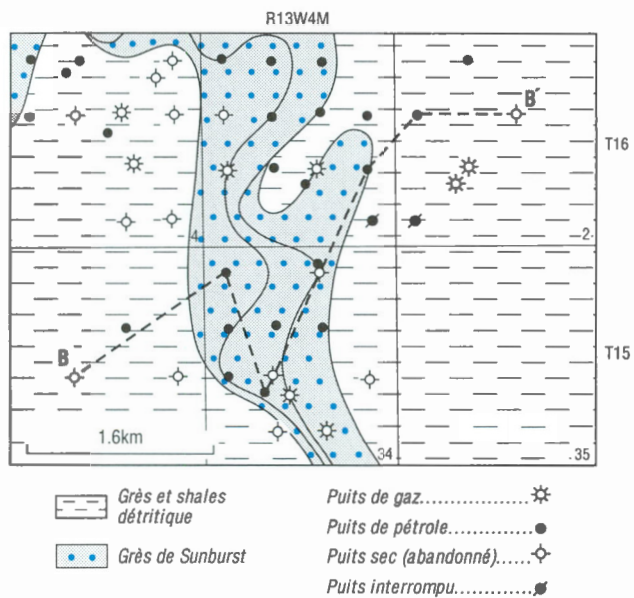 R13W4M
B´
T16
4
2
B
T15
1.6km
34
35
Grès et shales
détritique
Grès de Sunburst
Puits de gaz
Puits de pétrole
Puits sec (abandonné)
Puits interrompu